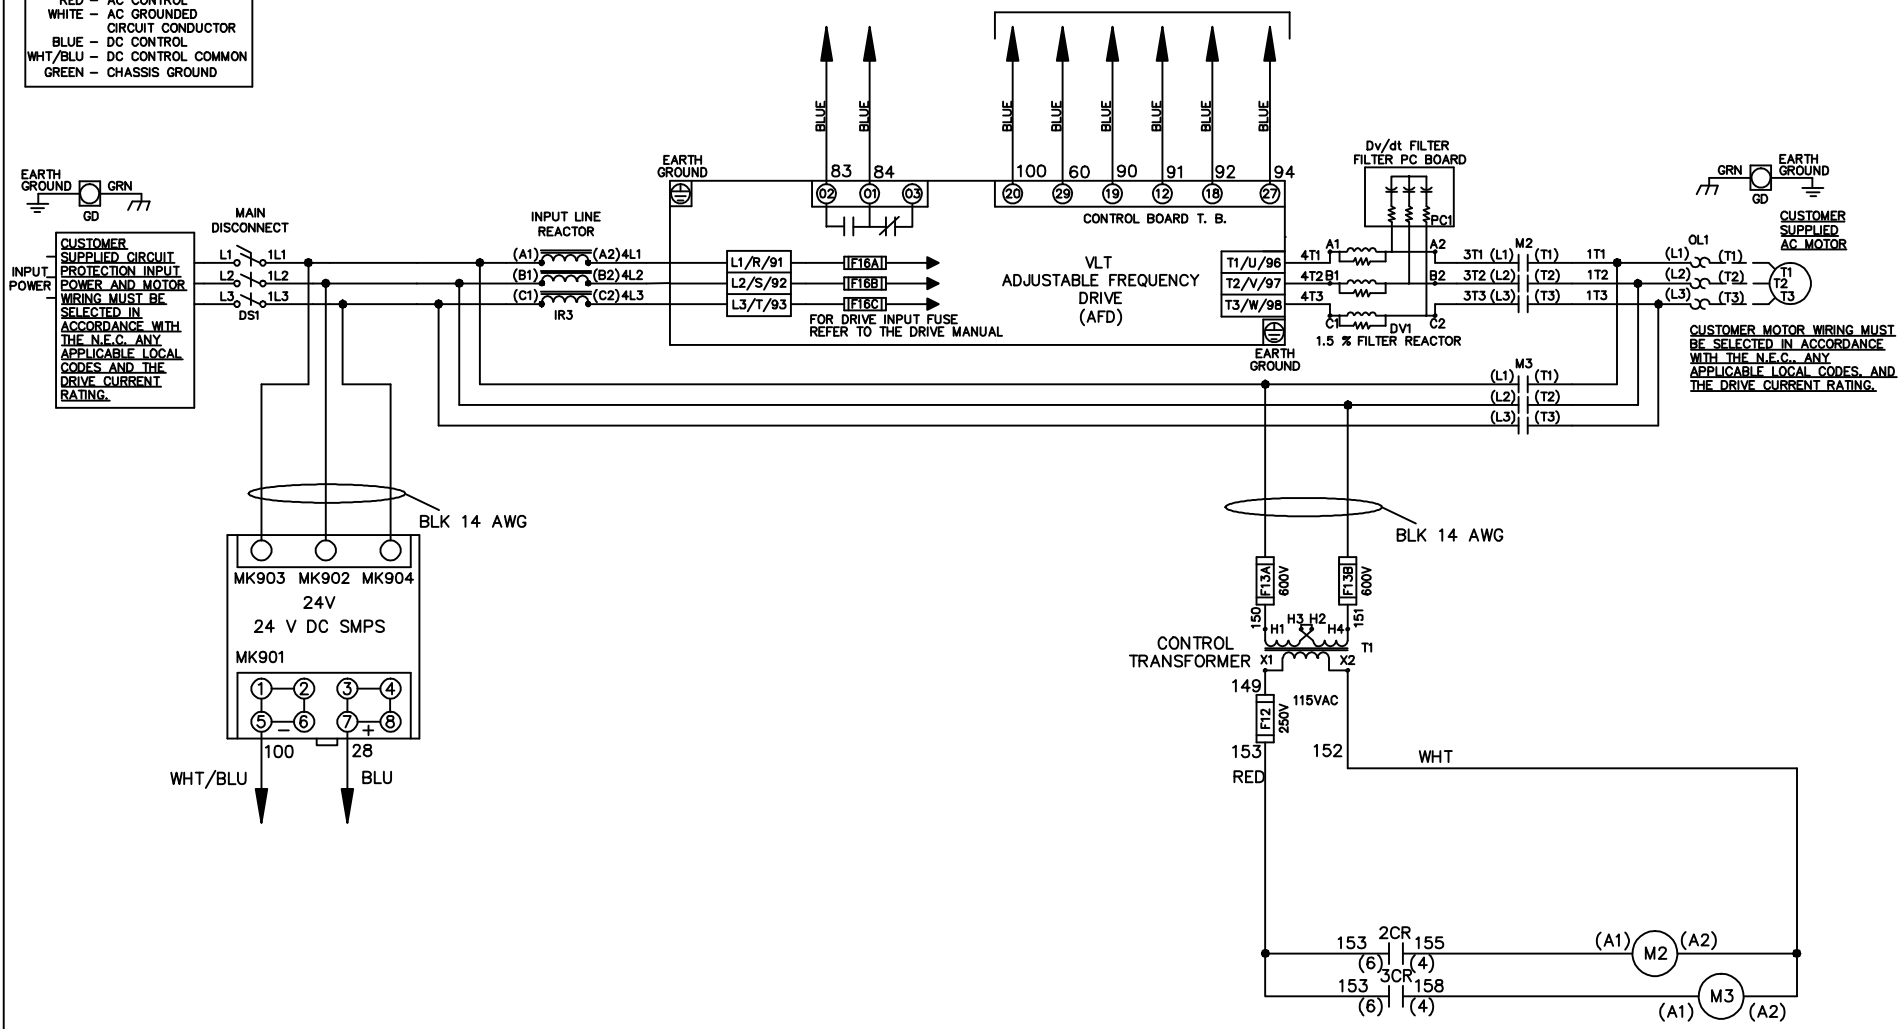 RED – AC CONTROL
WHITE – AC GROUNDED
CIRCUIT CONDUCTOR
BLUE – DC CONTROL
WHT/BLU – DC CONTROL COMMON
GREEN – CHASSIS GROUND
BLUE
BLUE
BLUE
BLUE
BLUE
BLUE
BLUE
BLUE
EARTH
GROUND
GRN
GD
MAIN
DISCONNECT
INPUT
POWER
CUSTOMER
SUPPLIED CIRCUIT
PROTECTION INPUT
POWER AND MOTOR
WIRING MUST BE
SELECTED IN
ACCORDANCE WITH
THE N.E.C. ANY
APPLICABLE LOCAL
CODES AND THE
DRIVE CURRENT
RATING.
L1 1L1
L2 1L2
L3 1L3
DS1
INPUT LINE
REACTOR
(A1) (A2) 4L1
(B1) (B2) 4L2
(C1) (C2) 4L3
IR3
EARTH
GROUND
83 84
02 01 03
100 60 90 91 92 94
20 29 19 12 18 27
CONTROL BOARD T. B.
L1/R/91
L2/S/92
L3/T/93
F16A
F16B
F16C
FOR DRIVE INPUT FUSE
REFER TO THE DRIVE MANUAL
VLT
ADJUSTABLE FREQUENCY
DRIVE
(AFD)
T1/U/96
T2/V/97
T3/W/98
EARTH
GROUND
Dv/dt FILTER
FILTER PC BOARD
PC1
4T1 A1 A2
4T2 B1 B2
4T3 C1 C2
DV1
1.5 % FILTER REACTOR
M2
3T1 (L1) (T1) 1T1
3T2 (L2) (T2) 1T2
3T3 (L3) (T3) 1T3
M3
(L1) (T1)
(L2) (T2)
(L3) (T3)
OL1
(L1) (T1)
(L2) (T2)
(L3) (T3)
T1
T2
T3
GRN
GD
EARTH
GROUND
CUSTOMER
SUPPLIED
AC MOTOR
CUSTOMER MOTOR WIRING MUST
BE SELECTED IN ACCORDANCE
WITH THE N.E.C., ANY
APPLICABLE LOCAL CODES, AND
THE DRIVE CURRENT RATING.
BLK 14 AWG
MK903 MK902 MK904
24V
24 V DC SMPS
MK901
1 2 3 4
5 6 7 8
– +
100 28
WHT/BLU BLU
BLK 14 AWG
F13A
600V
F13B
600V
150
151
H1 H3 H2 H4
T1
CONTROL
TRANSFORMER
X1 X2
149
115VAC
F12
250V
153 152
RED
WHT
2CR
153 155
(6) (4)
(A1) M2 (A2)
3CR
153 158
(6) (4)
(A1) M3 (A2)